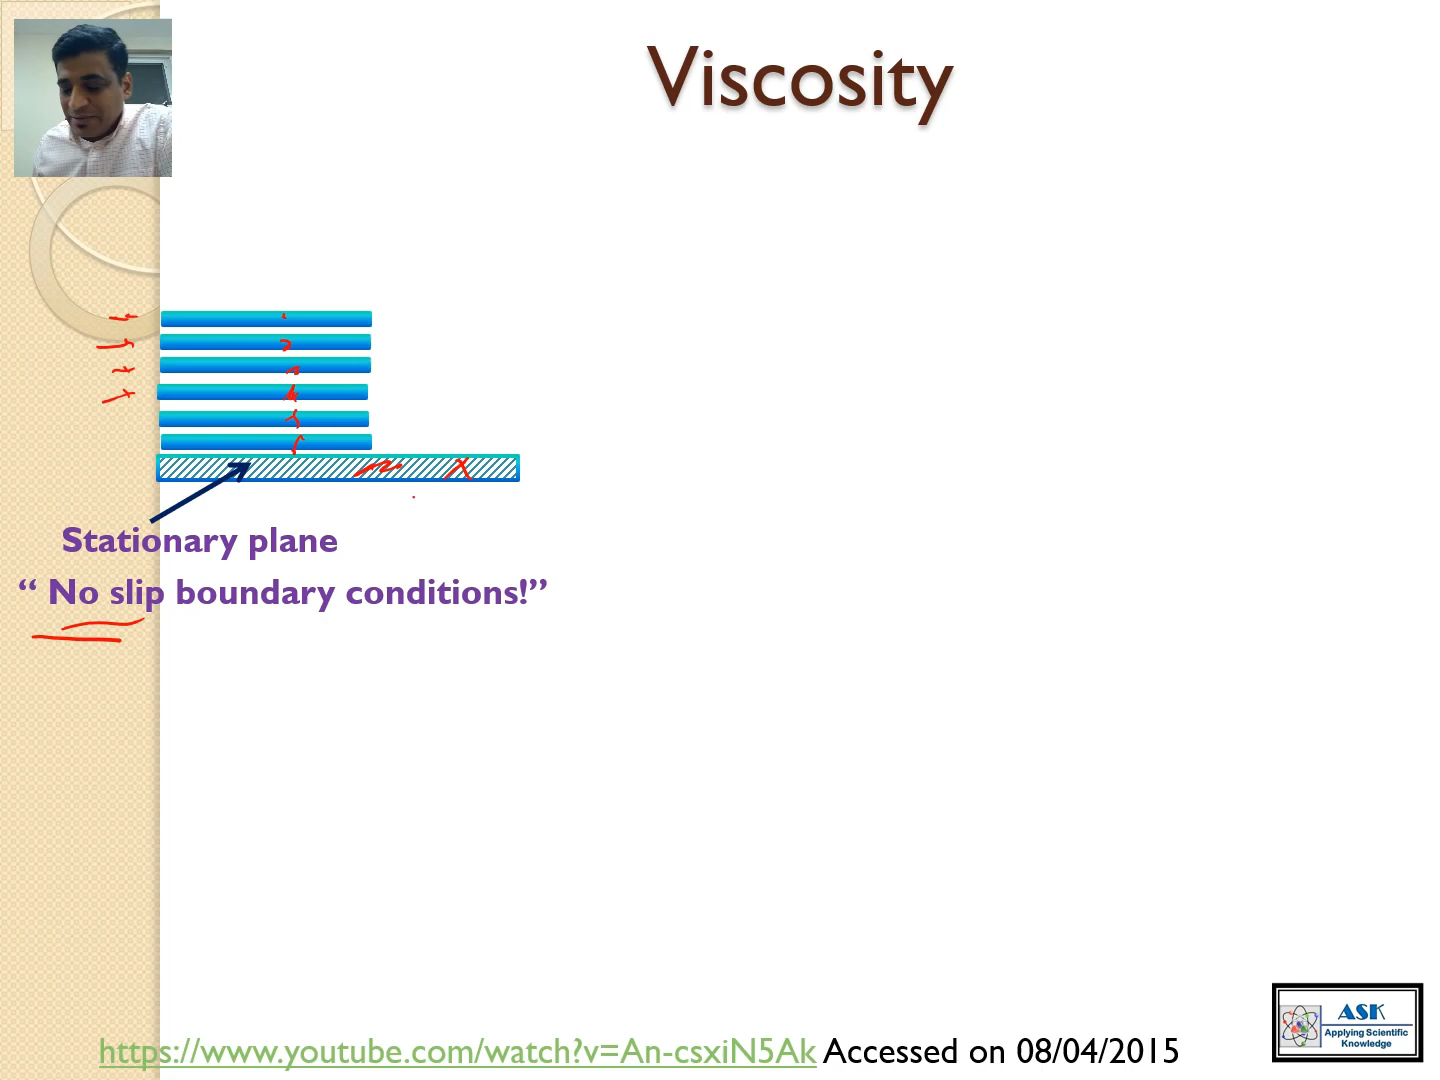 Viscosity
Stationary plane
“ No slip boundary conditions!”
https://www.youtube.com/watch?v=An-csxiN5Ak Accessed on 08/04/2015
ASK
Applying Scientific
Knowledge